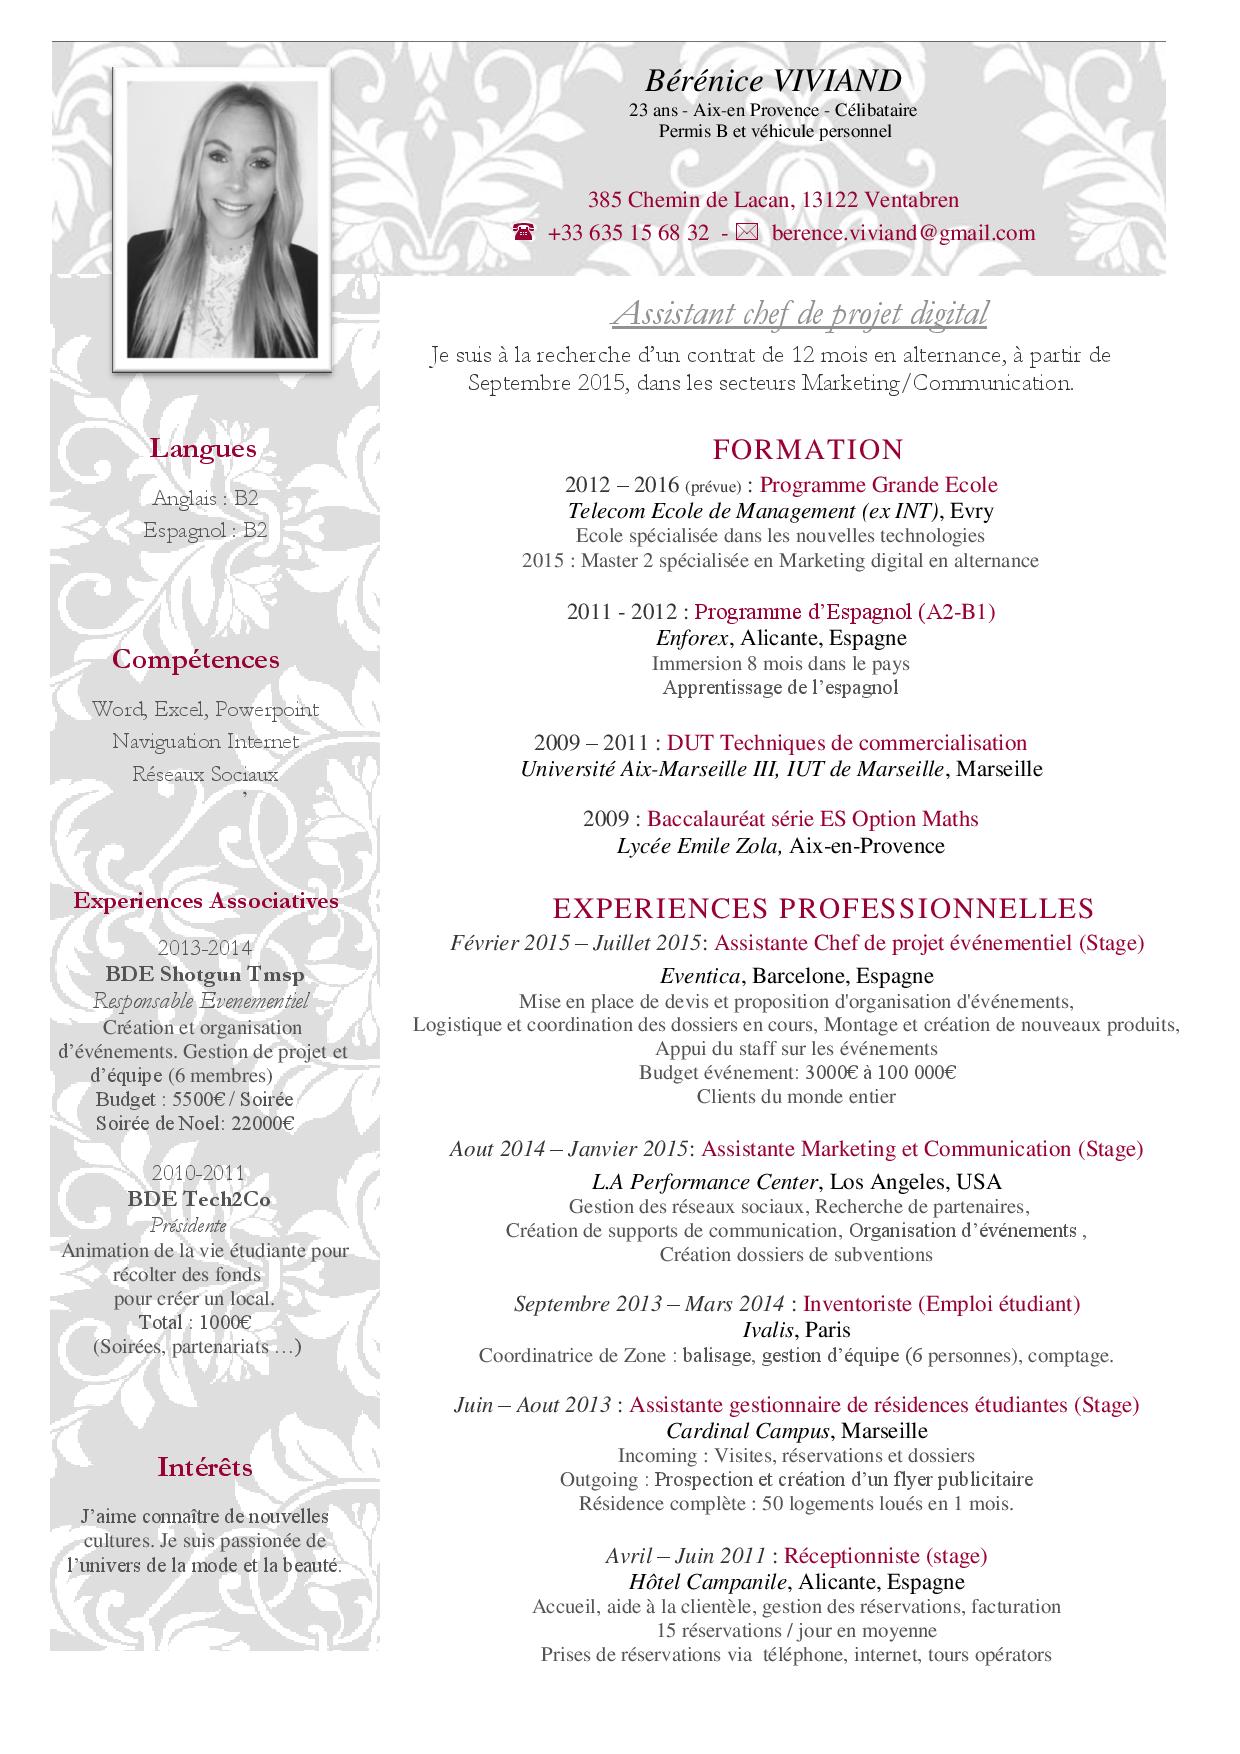 Bérénice VIVIAND
23 ans - Aix-en Provence - Célibataire
Permis B et véhicule personnel
385 Chemin de Lacan, 13122 Ventabren
☎ +33 635 15 68 32 - ✉ berence.viviand@gmail.com
Assistant chef de projet digital
Je suis à la recherche d’un contrat de 12 mois en alternance, à partir de
Septembre 2015, dans les secteurs Marketing/Communication.
Langues
Anglais : B2
Espagnol : B2
Compétences
Word, Excel, Powerpoint
Naviguation Internet
Réseaux Sociaux
’
Experiences Associatives
2013-2014
BDE Shotgun Tmsp
Responsable Evenementiel
Création et organisation
d’événements. Gestion de projet et
d’équipe (6 membres)
Budget : 5500€ / Soirée
Soirée de Noel: 22000€
2010-2011
BDE Tech2Co
Présidente
Animation de la vie étudiante pour
récolter des fonds
pour créer un local.
Total : 1000€
(Soirées, partenariats …)
Intérêts
J’aime connaître de nouvelles
cultures. Je suis passionée de
l’univers de la mode et la beauté.
FORMATION
2012 – 2016 (prévue) : Programme Grande Ecole
Telecom Ecole de Management (ex INT), Evry
Ecole spécialisée dans les nouvelles technologies
2015 : Master 2 spécialisée en Marketing digital en alternance
2011 - 2012 : Programme d’Espagnol (A2-B1)
Enforex, Alicante, Espagne
Immersion 8 mois dans le pays
Apprentissage de l’espagnol
2009 – 2011 : DUT Techniques de commercialisation
Université Aix-Marseille III, IUT de Marseille, Marseille
2009 : Baccalauréat série ES Option Maths
Lycée Emile Zola, Aix-en-Provence
EXPERIENCES PROFESSIONNELLES
Février 2015 – Juillet 2015: Assistante Chef de projet événementiel (Stage)
Eventica, Barcelone, Espagne
Mise en place de devis et proposition d'organisation d'événements,
Logistique et coordination des dossiers en cours, Montage et création de nouveaux produits,
Appui du staff sur les événements
Budget événement: 3000€ à 100 000€
Clients du monde entier
Aout 2014 – Janvier 2015: Assistante Marketing et Communication (Stage)
L.A Performance Center, Los Angeles, USA
Gestion des réseaux sociaux, Recherche de partenaires,
Création de supports de communication, Organisation d’événements ,
Création dossiers de subventions
Septembre 2013 – Mars 2014 : Inventoriste (Emploi étudiant)
Ivalis, Paris
Coordinatrice de Zone : balisage, gestion d’équipe (6 personnes), comptage.
Juin – Aout 2013 : Assistante gestionnaire de résidences étudiantes (Stage)
Cardinal Campus, Marseille
Incoming : Visites, réservations et dossiers
Outgoing : Prospection et création d’un flyer publicitaire
Résidence complète : 50 logements loués en 1 mois.
Avril – Juin 2011 : Réceptionniste (stage)
Hôtel Campanile, Alicante, Espagne
Accueil, aide à la clientèle, gestion des réservations, facturation
15 réservations / jour en moyenne
Prises de réservations via téléphone, internet, tours opérators